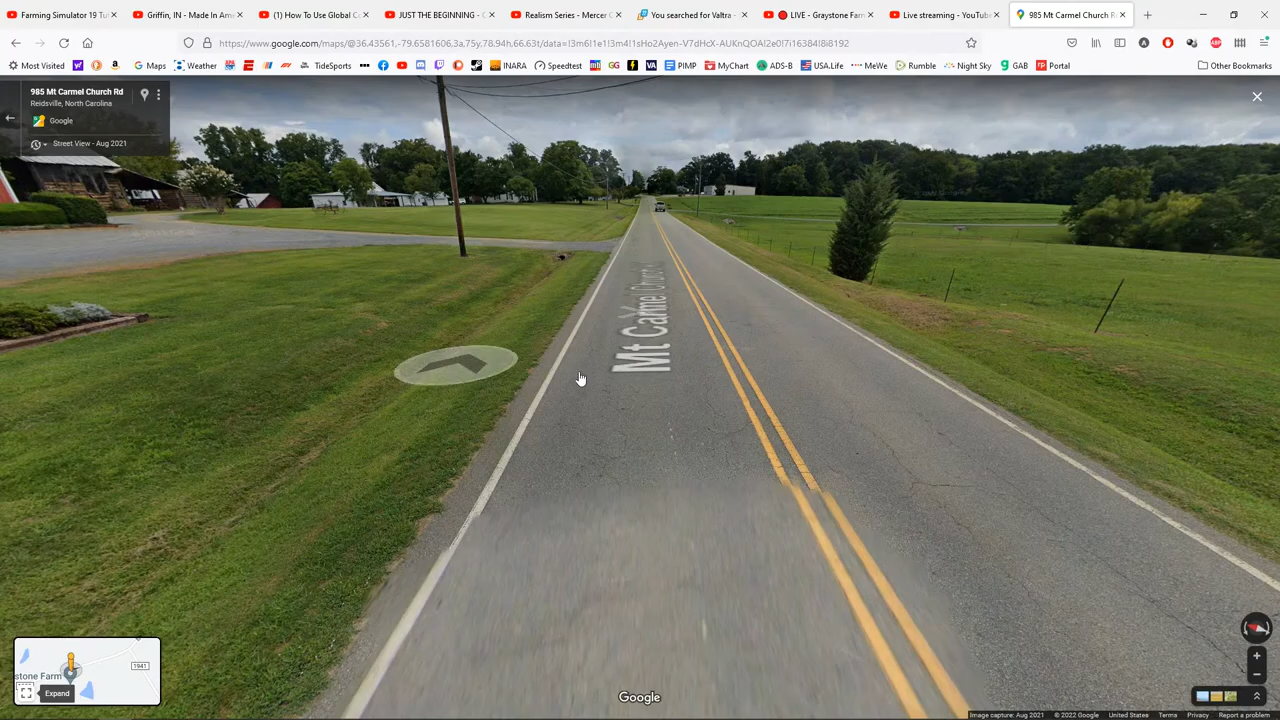 Farming Simulator 19 Tut
Griffin, IN - Made In Ame
(1) How To Use Global Co
JUST THE BEGINNING - C
Realism Series - Mercer C
You searched for Valtra -
LIVE - Graystone Farm
Live streaming - YouTube
985 Mt Carmel Church R
https://www.google.com/maps/@36.43561,-79.6581606,3a,75y,78.94h,66.63t/data=!3m6!1e1!3m4!1sHo2Ayen-V7dHcX-AUKnQOA!2e0!7i16384!8i8192
Most Visited
Maps
Weather
TideSports
INARA
Speedtest
GG
VA
PIMP
MyChart
ADS-B
USA.Life
MeWe
Rumble
Night Sky
GAB
Portal
Other Bookmarks
985 Mt Carmel Church Rd
Reidsville, North Carolina
Google
Street View - Aug 2021
Mt Carmel Church
stone Farm
1941
Expand
Google
Image capture: Aug 2021 © 2022 Google United States Terms Privacy Report a problem